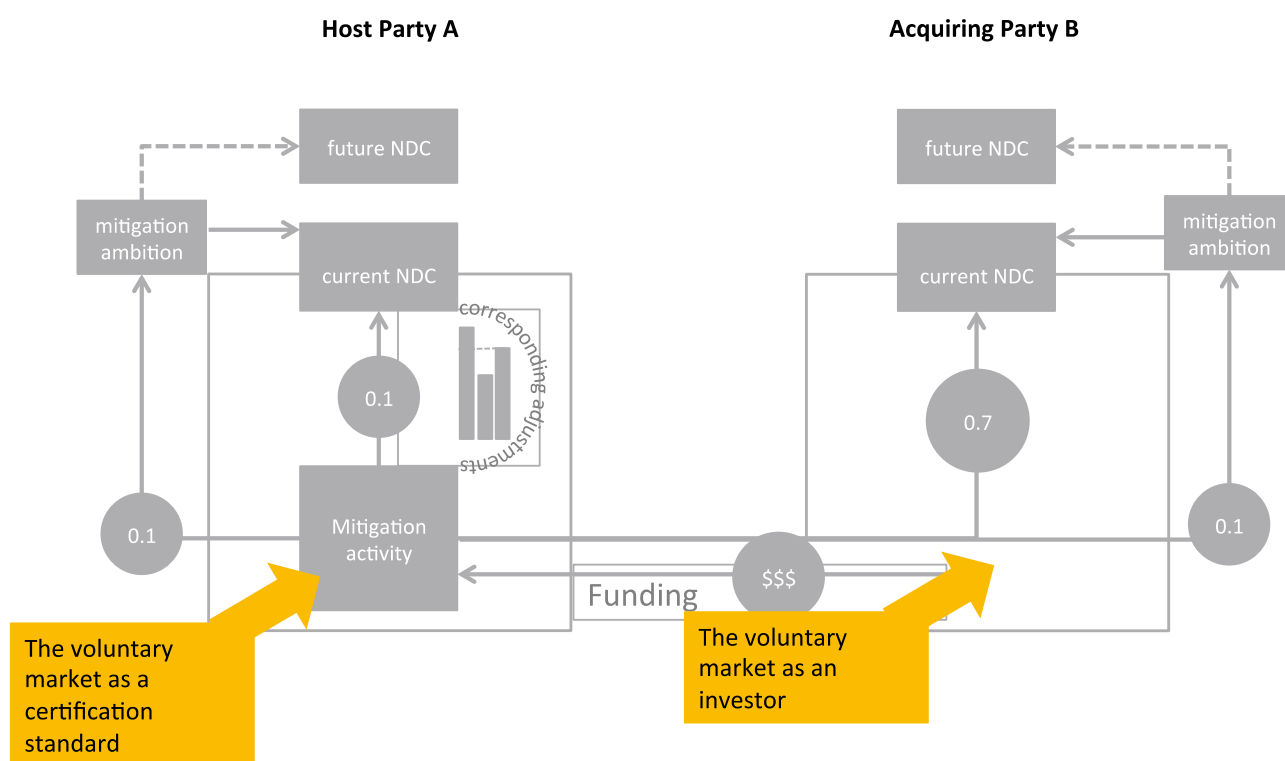 Host Party A
Acquiring Party B
future NDC
future NDC
mitigation
ambition
mitigation
ambition
current NDC
current NDC
corresponding adjustments
0.1
0.7
Mitigation
activity
0.1
0.1
$$$
Funding
The voluntary
market as a
certification
standard
The voluntary
market as an
investor